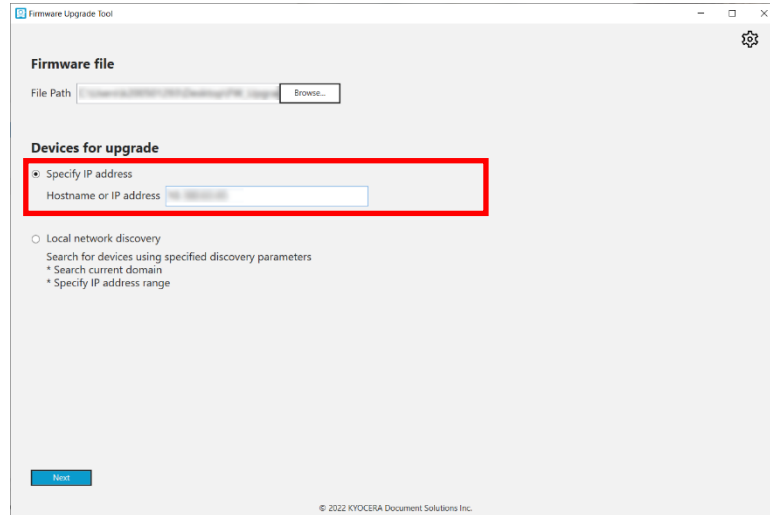 Firmware Upgrade Tool
Firmware file
File Path
Browse...
Devices for upgrade
Specify IP address
Hostname or IP address
Local network discovery
Search for devices using specified discovery parameters
* Search current domain
* Specify IP address range
Next
© 2022 KYOCERA Document Solutions Inc.